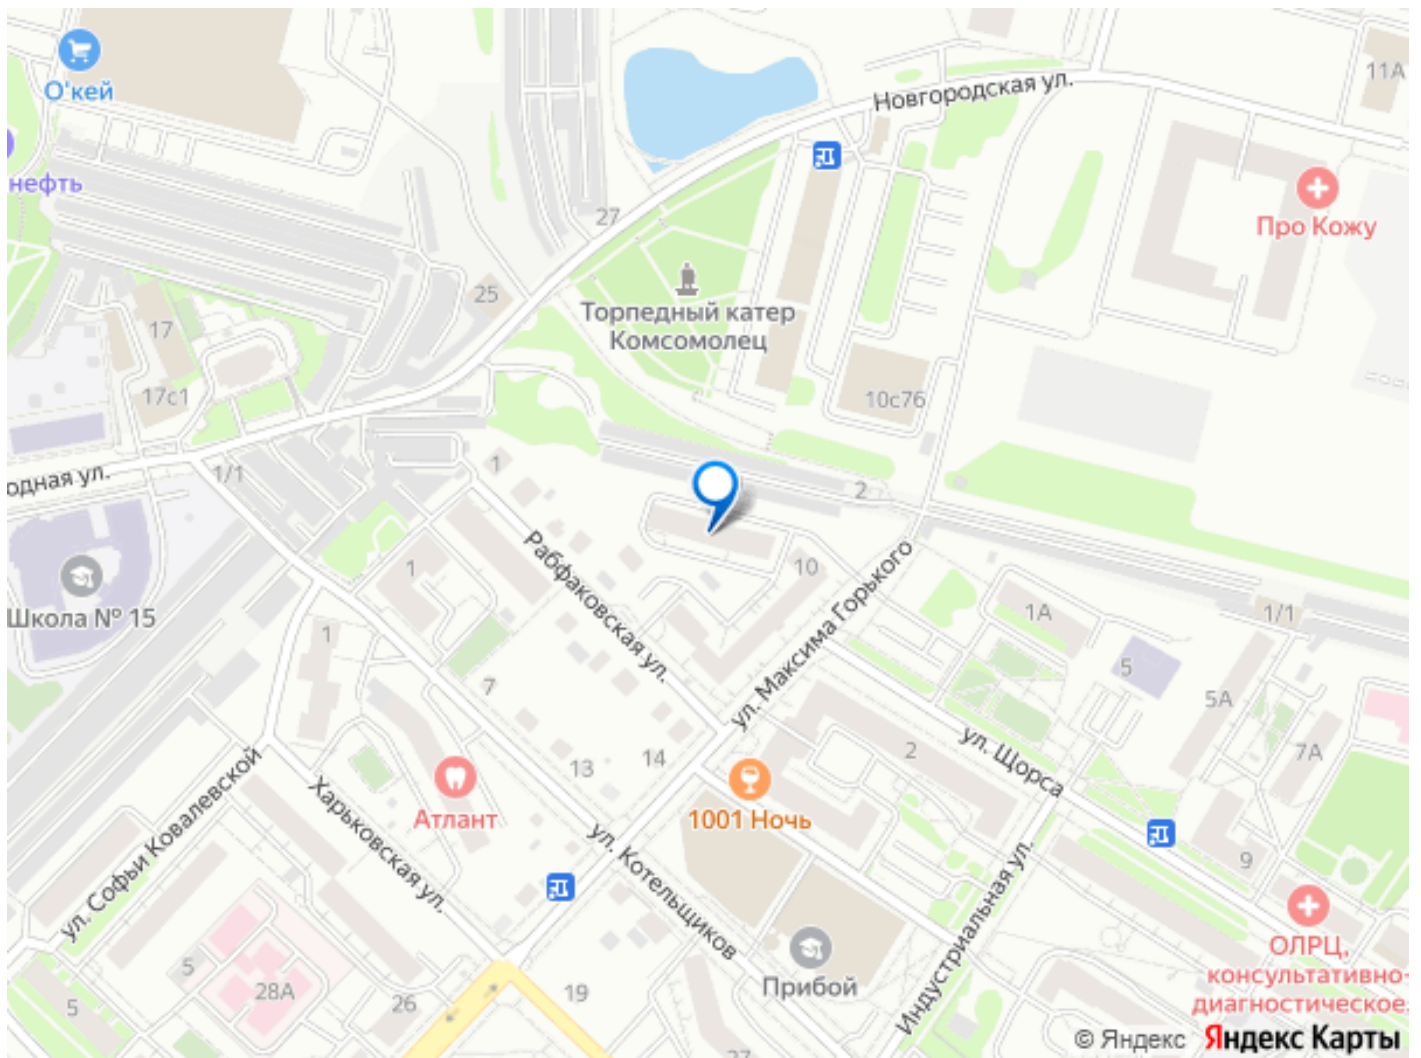 О'кей
Новгородская ул.
11А
нефть
Про Кожу
27
25
Торпедный катер
Комсомолец
17
17с1
10с76
одная ул.
1/1
1
2
Рабфаковская ул.
ул. Максима Горького
10
1
Школа № 15
1
1А
1/1
5
5А
7А
7
ул. Щорса
2
14
13
Атлант
1001 Ночь
ул. Софьи Ковалевской
Харьковская ул.
ул. Котельщиков
Индустриальная ул.
9
ОЛРЦ,
консультативно-
диагностическое.
Прибой
5
28А
5
26
19
27
© Яндекс Яндекс Карты